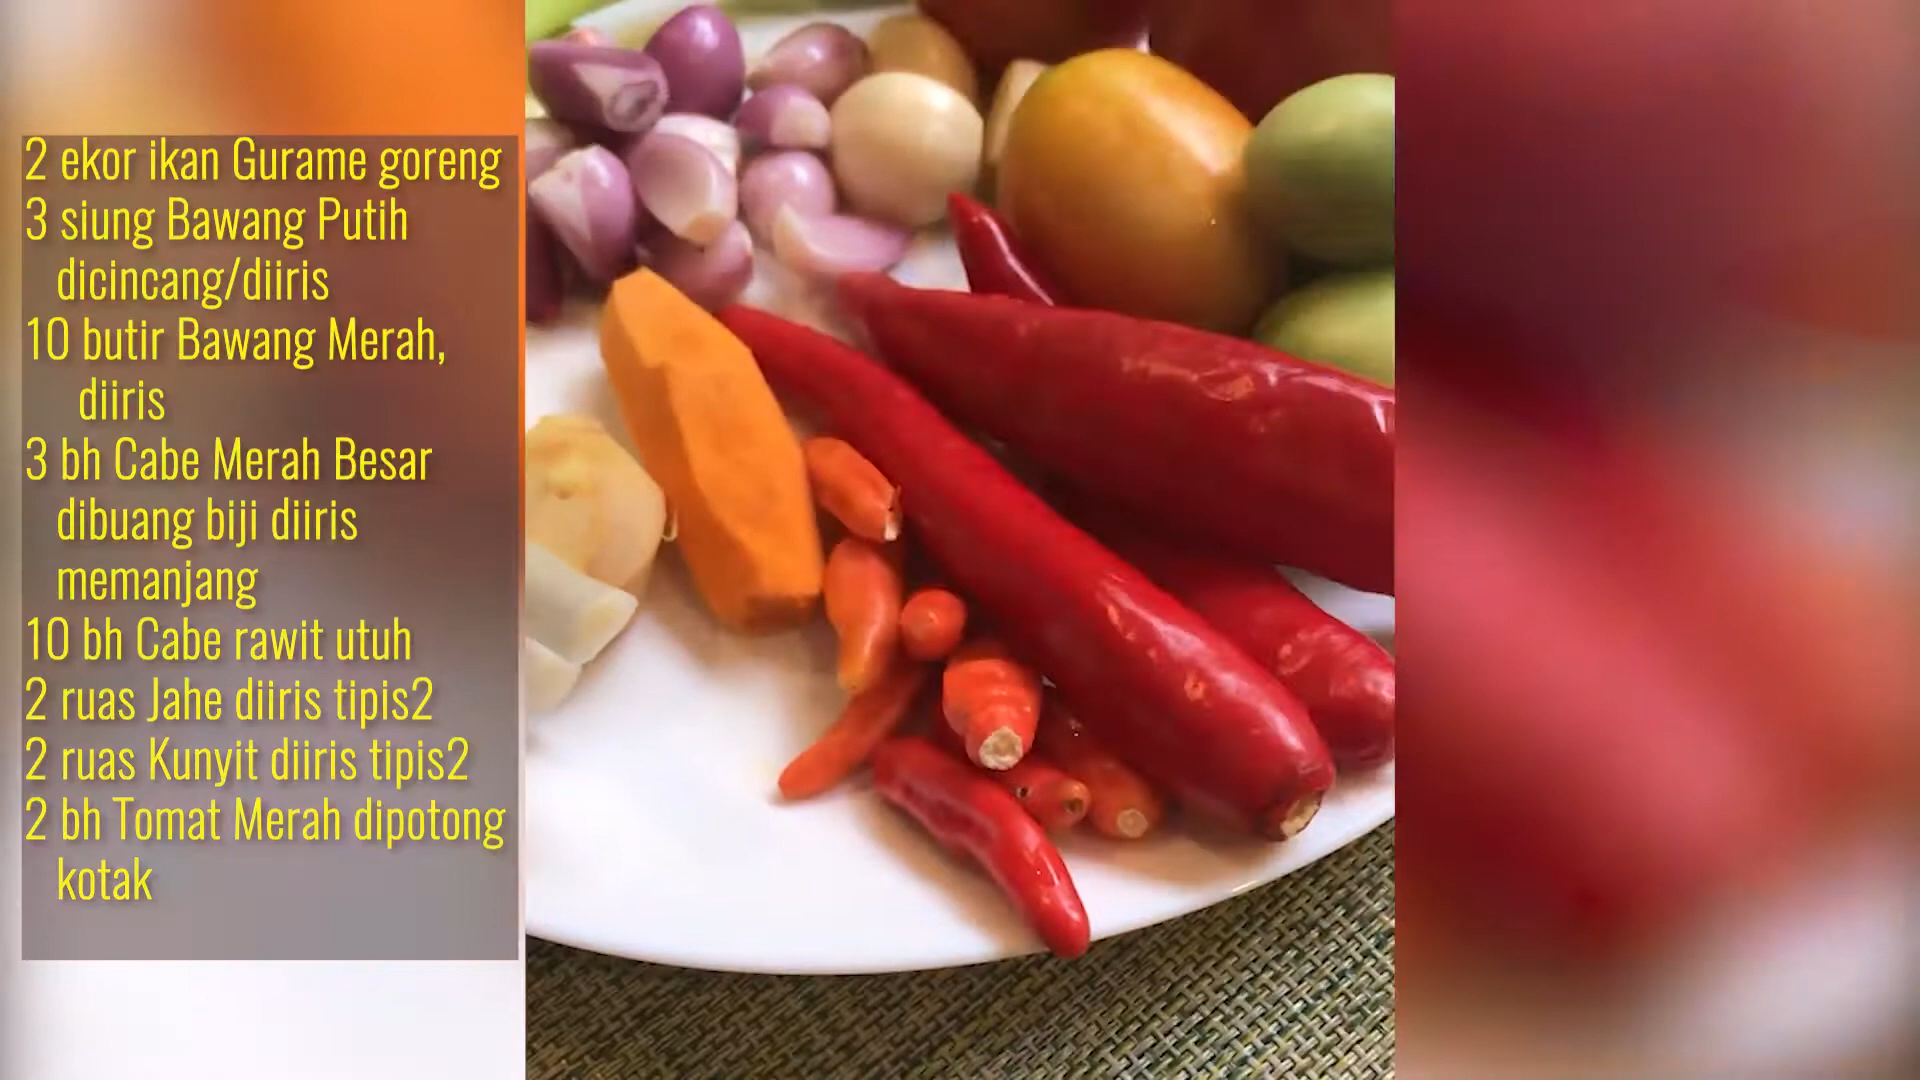 2 ekor ikan Gurame goreng
3 siung Bawang Putih
dicincang/diiris
10 butir Bawang Merah,
diiris
3 bh Cabe Merah Besar
dibuang biji diiris
memanjang
10 bh Cabe rawit utuh
2 ruas Jahe diiris tipis2
2 ruas Kunyit diiris tipis2
2 bh Tomat Merah dipotong
kotak